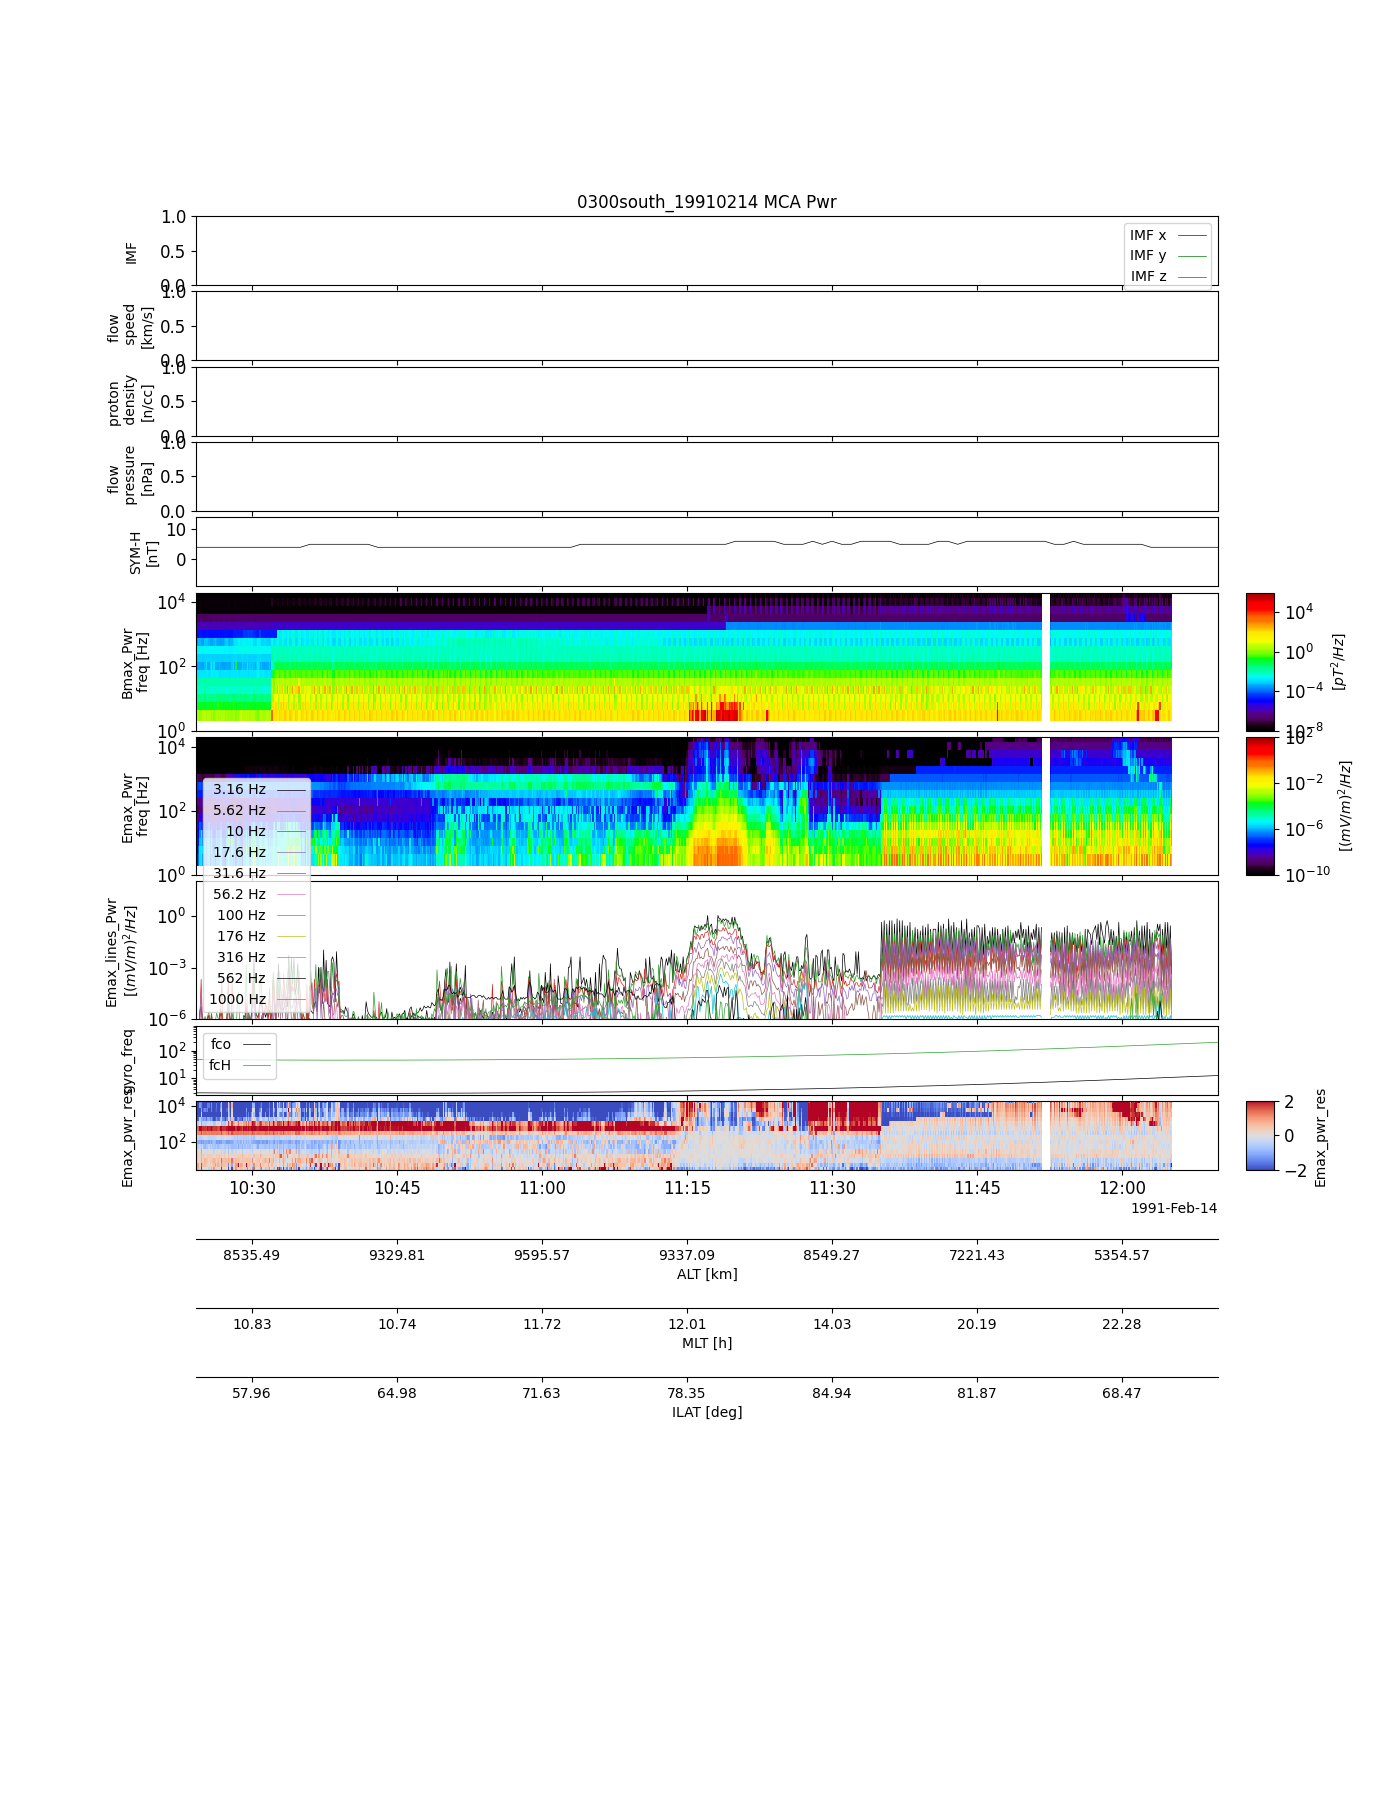 0300south_19910214 MCA Pwr
1.0
0.5
0.0
IMF
IMF x
IMF y
IMF z
1.0
0.5
0.0
flow
speed
[km/s]
1.0
0.5
0.0
proton
density
[n/cc]
1.0
0.5
0.0
flow
pressure
[nPa]
10
0
SYM-H
[nT]
10^4
10^2
10^0
Bmax_Pwr
freq [Hz]
10^4
10^0
10^-4
10^-8
[pT^2/Hz]
10^4
10^2
10^0
Emax_Pwr
freq [Hz]
10^2
10^-2
10^-6
10^-10
[(mV/m)^2/Hz]
3.16 Hz
5.62 Hz
10 Hz
17.6 Hz
31.6 Hz
56.2 Hz
100 Hz
176 Hz
316 Hz
562 Hz
1000 Hz
10^0
10^-3
10^-6
Emax_lines_Pwr
[(mV/m)^2/Hz]
10^2
10^1
gyro_freq
fco
fcH
10^4
10^2
Emax_pwr_res
2
0
−2
Emax_pwr_res
10:30 10:45 11:00 11:15 11:30 11:45 12:00
1991-Feb-14
8535.49 9329.81 9595.57 9337.09 8549.27 7221.43 5354.57
ALT [km]
10.83 10.74 11.72 12.01 14.03 20.19 22.28
MLT [h]
57.96 64.98 71.63 78.35 84.94 81.87 68.47
ILAT [deg]